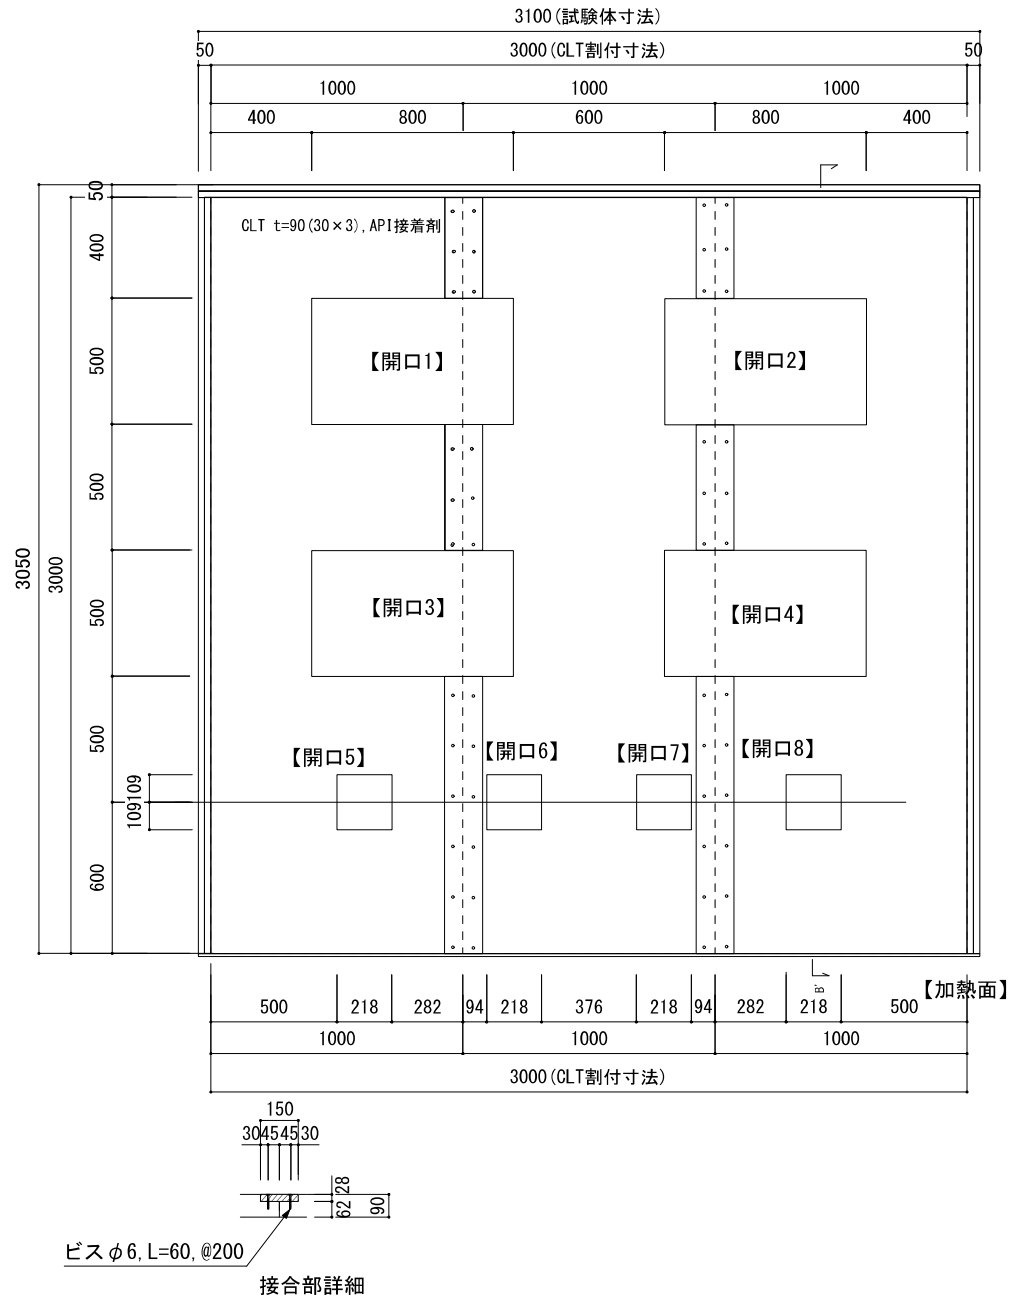 3100(試験体寸法)
50 3000(CLT割付寸法) 50
1000 1000 1000
400 800 600 800 400
50
400
500
500
500
500
109 109
600
3050
3000
CLT t=90(30×3),API接着剤
【開口1】
【開口2】
【開口3】
【開口4】
【開口5】
【開口6】
【開口7】
【開口8】
B'
【加熱面】
500 218 282 94 218 376 218 94 282 218 500
1000 1000 1000
3000(CLT割付寸法)
150
30 45 45 30
28
62
90
ビスφ6,L=60,@200
接合部詳細